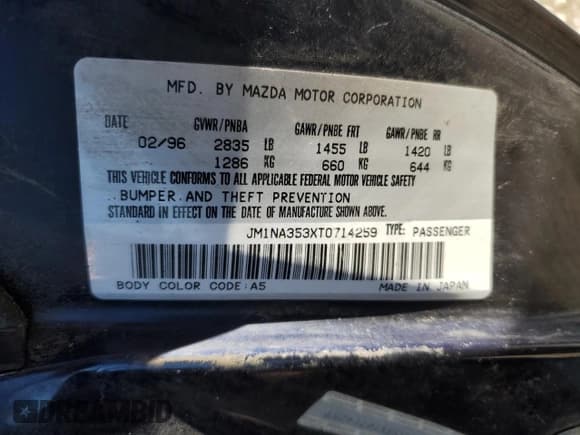 MFD. BY MAZDA MOTOR CORPORATION
DATE GVWR/PNBA GAWR/PNBE FRT GAWR/PNBE RR
02/96 2835 LB 1455 LB 1420 LB
1286 KG 660 KG 644 KG
THIS VEHICLE CONFORMS TO ALL APPLICABLE FEDERAL MOTOR VEHICLE SAFETY
..BUMPER AND THEFT PREVENTION
STANDARD IN EFFECT ON THE DATE OF MANUFACTURE SHOWN ABOVE.
JM1NA353XT0714259 TYPE: PASSENGER
BODY COLOR CODE:A5 MADE IN JAPAN
DREAMBID